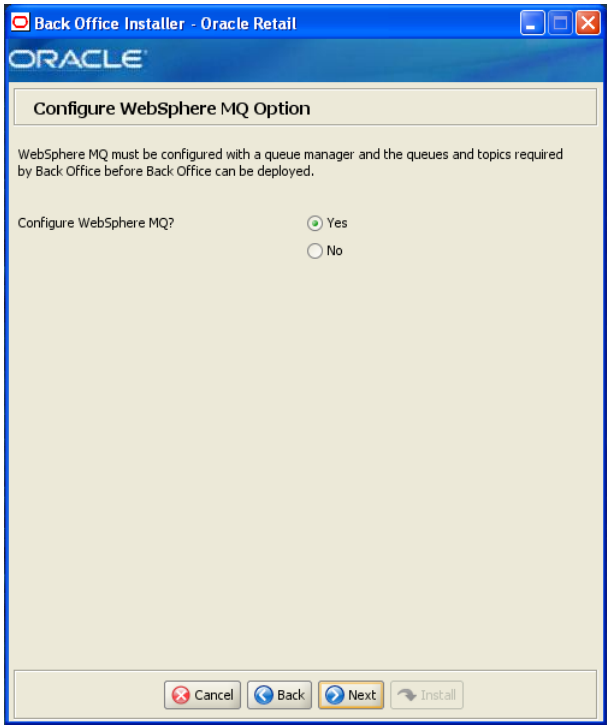 Back Office Installer - Oracle Retail
ORACLE
Configure WebSphere MQ Option
WebSphere MQ must be configured with a queue manager and the queues and topics required
by Back Office before Back Office can be deployed.
Configure WebSphere MQ? Yes
No
Cancel Back Next Install